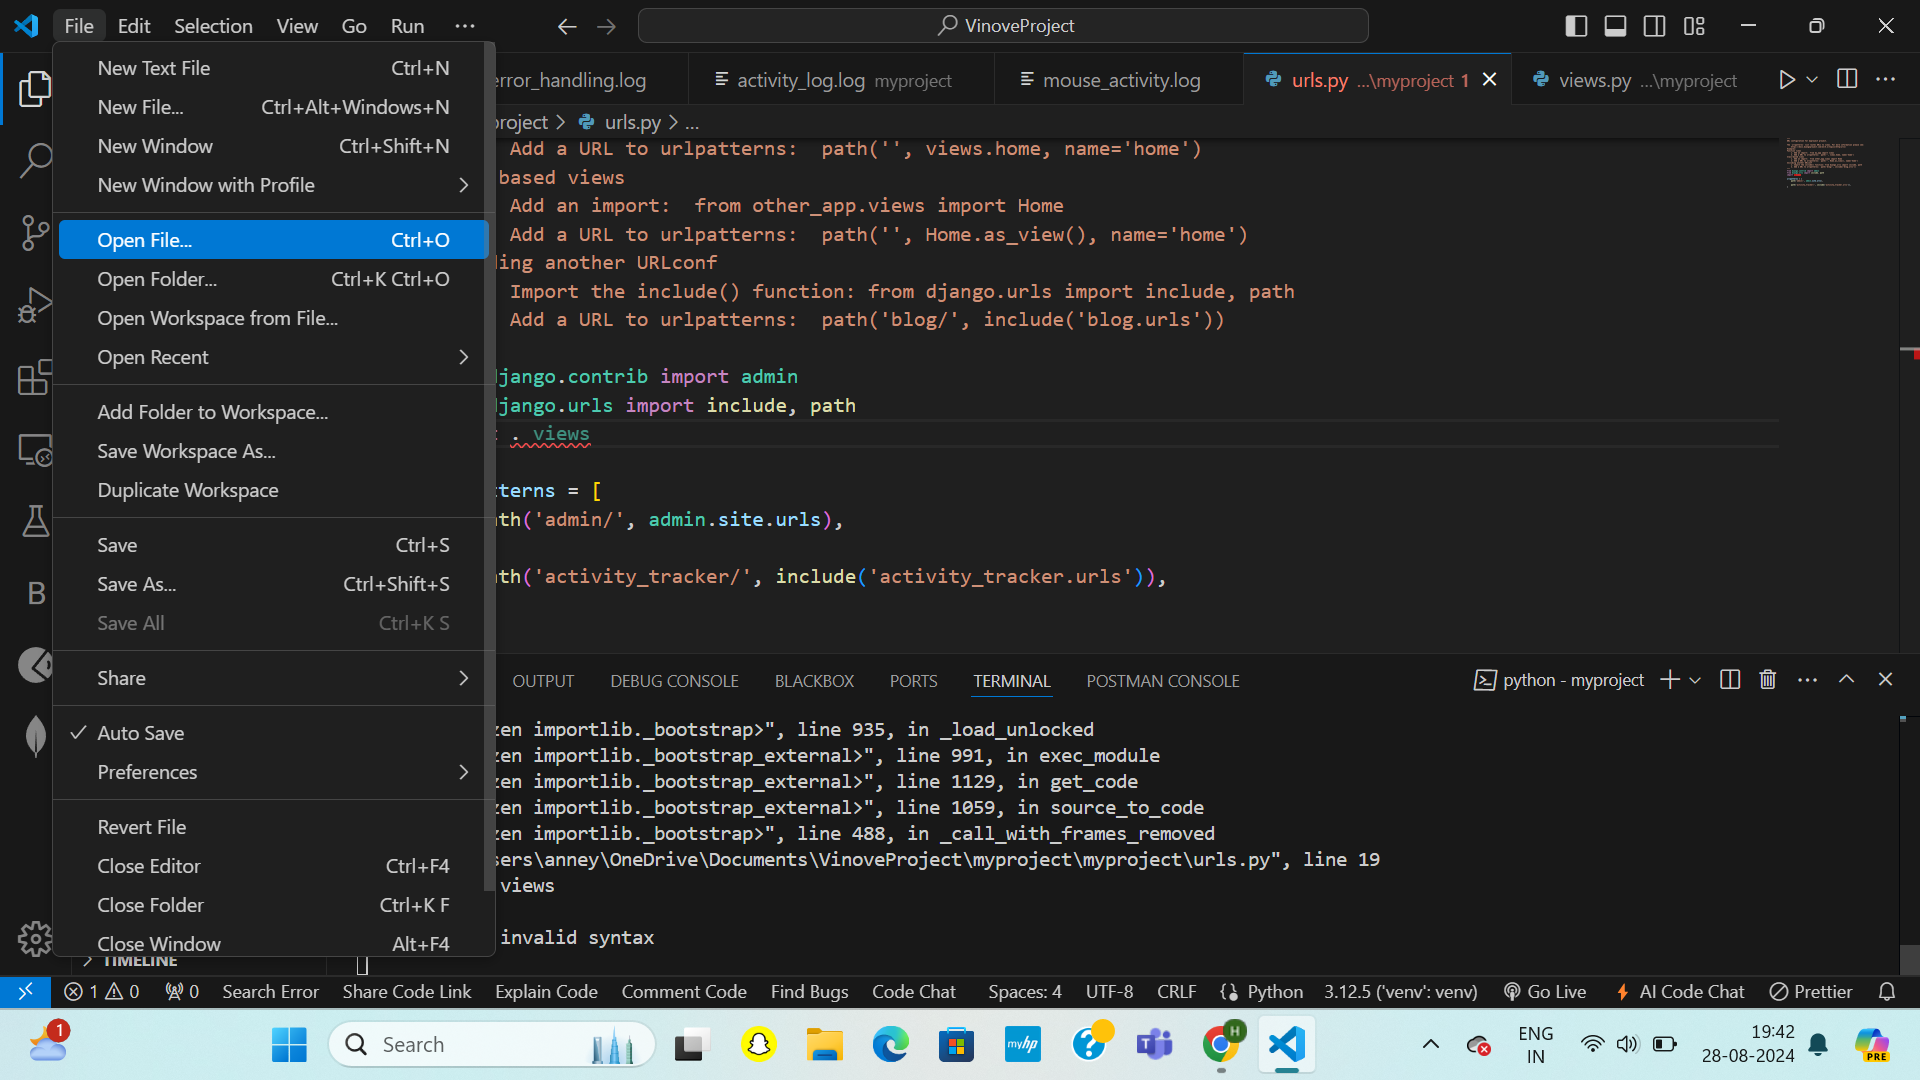 File Edit Selection View Go Run ···
VinoveProject
New Text File Ctrl+N
New File... Ctrl+Alt+Windows+N
New Window Ctrl+Shift+N
New Window with Profile
Open File... Ctrl+O
Open Folder... Ctrl+K Ctrl+O
Open Workspace from File...
Open Recent
Add Folder to Workspace...
Save Workspace As...
Duplicate Workspace
Save Ctrl+S
Save As... Ctrl+Shift+S
Save All Ctrl+K S
Share
Auto Save
Preferences
Revert File
Close Editor Ctrl+F4
Close Folder Ctrl+K F
Close Window Alt+F4
TIMELINE
error_handling.log activity_log.log myproject mouse_activity.log urls.py ...\myproject 1 views.py ...\myproject
project > urls.py > ...
Add a URL to urlpatterns:  path('', views.home, name='home')
based views
Add an import:  from other_app.views import Home
Add a URL to urlpatterns:  path('', Home.as_view(), name='home')
ing another URLconf
Import the include() function: from django.urls import include, path
Add a URL to urlpatterns:  path('blog/', include('blog.urls'))
django.contrib import admin
django.urls import include, path
. views
tterns = [
th('admin/', admin.site.urls),
th('activity_tracker/', include('activity_tracker.urls')),
OUTPUT DEBUG CONSOLE BLACKBOX PORTS TERMINAL POSTMAN CONSOLE python - myproject
zen importlib._bootstrap>", line 935, in _load_unlocked
zen importlib._bootstrap_external>", line 991, in exec_module
zen importlib._bootstrap_external>", line 1129, in get_code
zen importlib._bootstrap_external>", line 1059, in source_to_code
zen importlib._bootstrap>", line 488, in _call_with_frames_removed
sers\anney\OneDrive\Documents\VinoveProject\myproject\myproject\urls.py", line 19
views
invalid syntax
1 0 0 Search Error Share Code Link Explain Code Comment Code Find Bugs Code Chat Spaces: 4 UTF-8 CRLF Python 3.12.5 ('venv': venv) Go Live AI Code Chat Prettier
B
1
Search
myhp
H
ENG
IN
19:42
28-08-2024
PRE